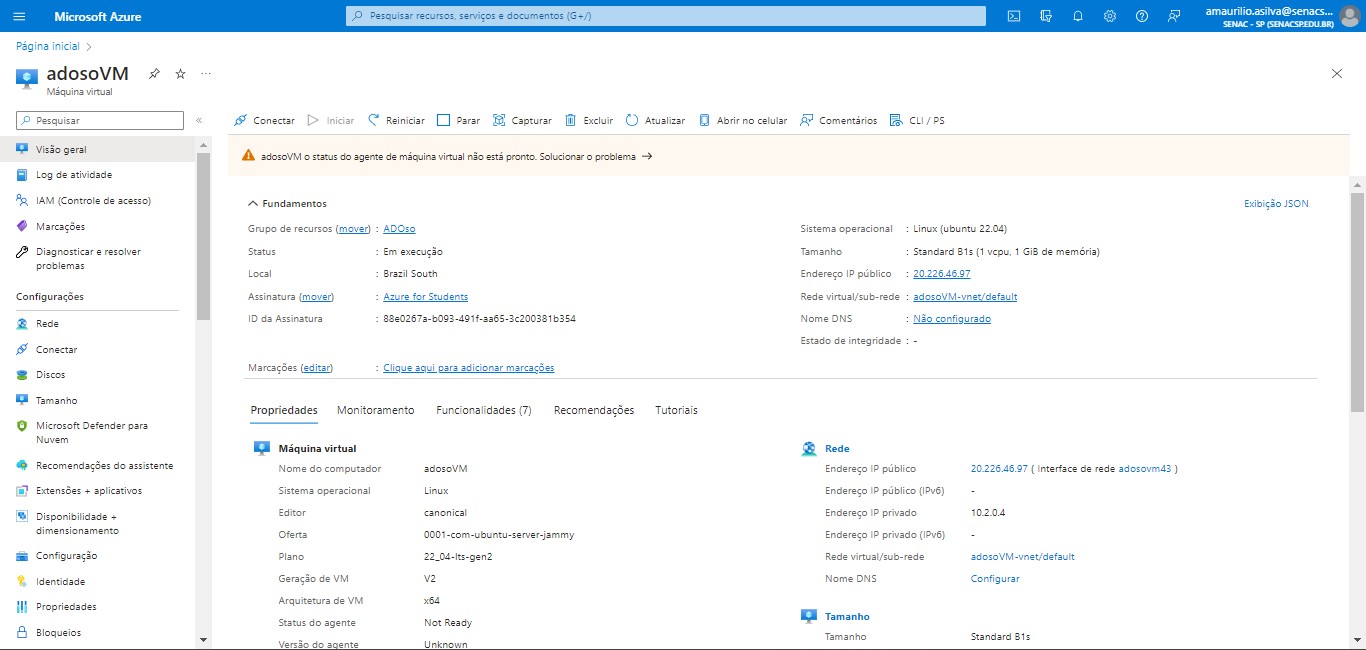 Microsoft Azure
Pesquisar recursos, serviços e documentos (G+/)
amaurilio.asilva@senacs...
SENAC - SP (SENACSP.EDU.BR)
Página inicial
adosoVM
...
Máquina virtual
Pesquisar
«
Conectar
Iniciar
Reiniciar
Parar
Capturar
Excluir
Atualizar
Abrir no celular
Comentários
CLI / PS
Visão geral
Log de atividade
IAM (Controle de acesso)
Marcações
Diagnosticar e resolver
problemas
Configurações
Rede
Conectar
Discos
Tamanho
Microsoft Defender para
Nuvem
Recomendações do assistente
Extensões + aplicativos
Disponibilidade +
dimensionamento
Configuração
Identidade
Propriedades
Bloqueios
adosoVM o status do agente de máquina virtual não está pronto. Solucionar o problema →
Fundamentos
Exibição JSON
Grupo de recursos (mover) : ADOso
Status : Em execução
Local : Brazil South
Assinatura (mover) : Azure for Students
ID da Assinatura : 88e0267a-b093-491f-aa65-3c200381b354
Sistema operacional : Linux (ubuntu 22.04)
Tamanho : Standard B1s (1 vcpu, 1 GiB de memória)
Endereço IP público : 20.226.46.97
Rede virtual/sub-rede : adosoVM-vnet/default
Nome DNS : Não configurado
Estado de integridade : -
Marcações (editar) : Clique aqui para adicionar marcações
Propriedades
Monitoramento
Funcionalidades (7)
Recomendações
Tutoriais
Máquina virtual
Nome do computador adosoVM
Sistema operacional Linux
Editor canonical
Oferta 0001-com-ubuntu-server-jammy
Plano 22_04-lts-gen2
Geração de VM V2
Arquitetura de VM x64
Status do agente Not Ready
Versão do agente Unknown
Rede
Endereço IP público 20.226.46.97 ( Interface de rede adosovm43 )
Endereço IP público (IPv6) -
Endereço IP privado 10.2.0.4
Endereço IP privado (IPv6) -
Rede virtual/sub-rede adosoVM-vnet/default
Nome DNS Configurar
Tamanho
Tamanho Standard B1s